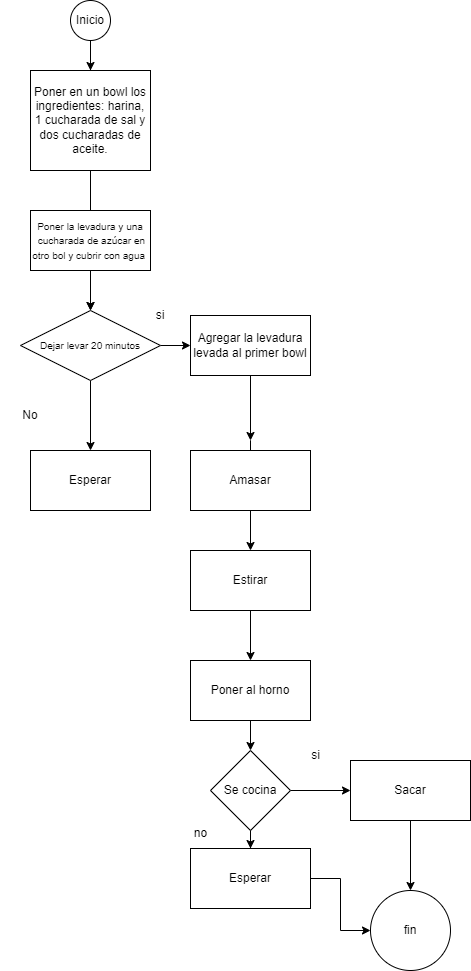 Inicio
Poner en un bowl los
ingredientes: harina,
1 cucharada de sal y
dos cucharadas de
aceite.
Poner la levadura y una
cucharada de azúcar en
otro bol y cubrir con agua
Dejar levar 20 minutos
si
Agregar la levadura
levada al primer bowl
No
Esperar
Amasar
Estirar
Poner al horno
Se cocina
si
Sacar
no
Esperar
fin